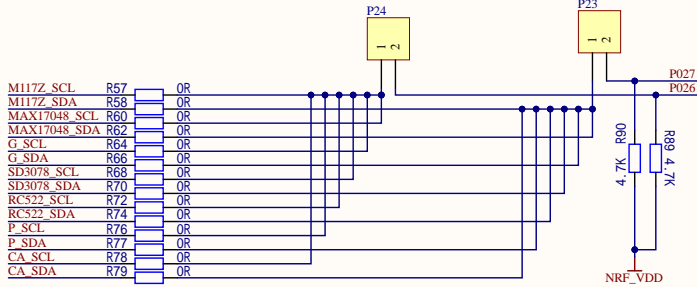 P24
P23
1 2
1 2
M117Z_SCL R57 0R
M117Z_SDA R58 0R
MAX17048_SCL R60 0R
MAX17048_SDA R62 0R
G_SCL R64 0R
G_SDA R66 0R
SD3078_SCL R68 0R
SD3078_SDA R70 0R
RC522_SCL R72 0R
RC522_SDA R74 0R
P_SCL R76 0R
P_SDA R77 0R
CA_SCL R78 0R
CA_SDA R79 0R
P027
P026
4.7K R90
R89 4.7K
NRF_VDD